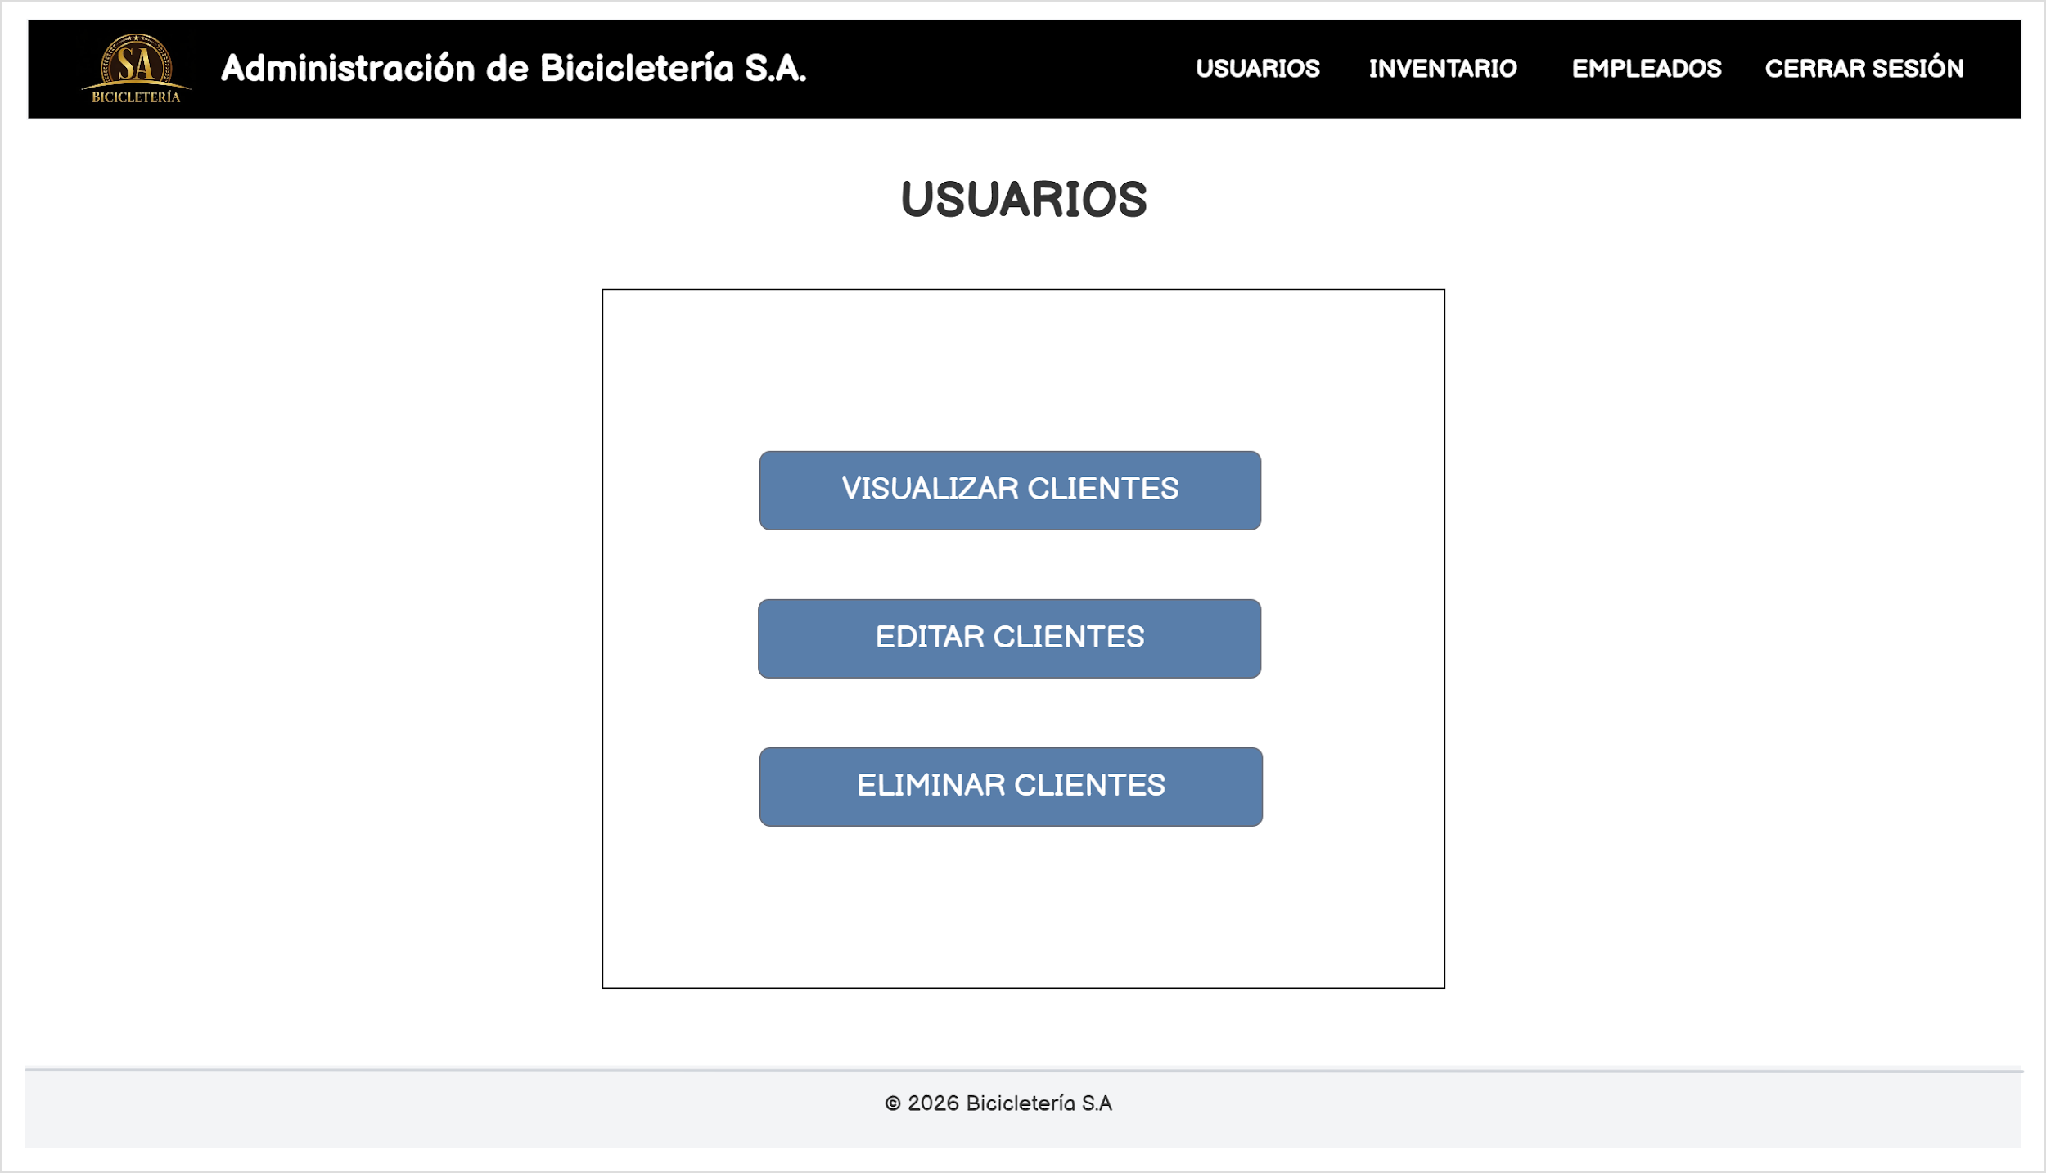 SA
BICICLETERÍA
Administración de Bicicletería S.A.
USUARIOS
INVENTARIO
EMPLEADOS
CERRAR SESIÓN
USUARIOS
VISUALIZAR CLIENTES
EDITAR CLIENTES
ELIMINAR CLIENTES
© 2026 Bicicletería S.A